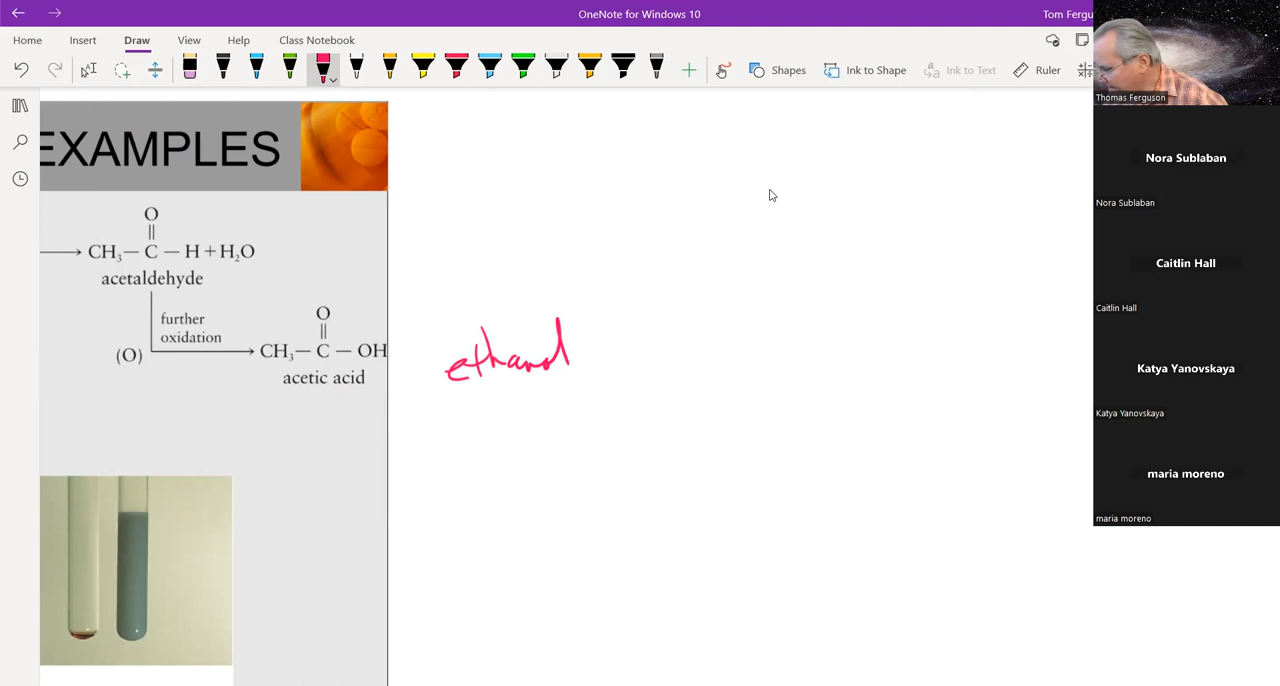 OneNote for Windows 10
Tom Fergu
Home Insert Draw View Help Class Notebook
Shapes Ink to Shape Ink to Text Ruler
EXAMPLES
O
CH₃— C — H + H₂O
acetaldehyde
further
oxidation
(O)
O
CH₃— C — OH
acetic acid
ethanol
Thomas Ferguson
Nora Sublaban
Nora Sublaban
Caitlin Hall
Caitlin Hall
Katya Yanovskaya
Katya Yanovskaya
maria moreno
maria moreno